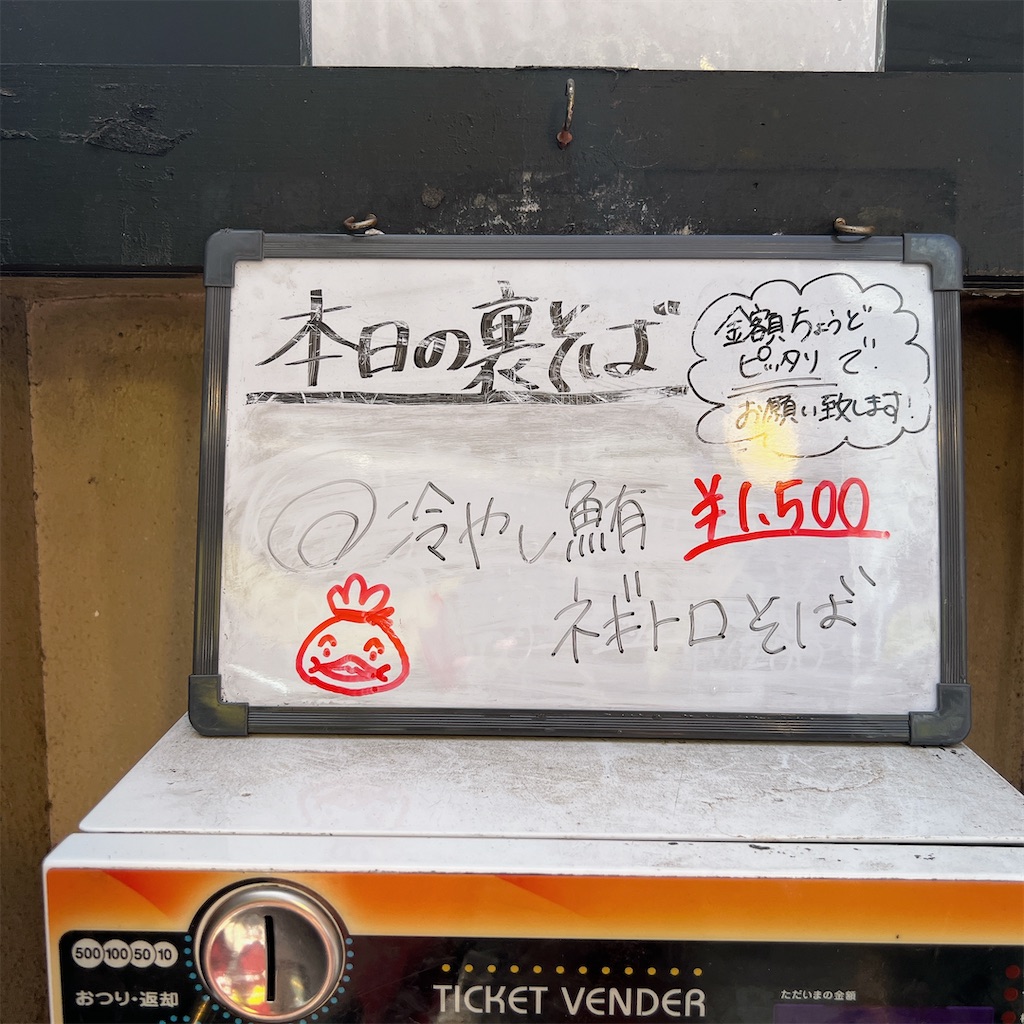 本日の裏そば
金額ちょうど
ピッタリで
お願い致します!
◎冷やし鮪 ¥1,500
ネギトロそば
500 100 50 10
おつり・返却
TICKET VENDER
ただいまの金額